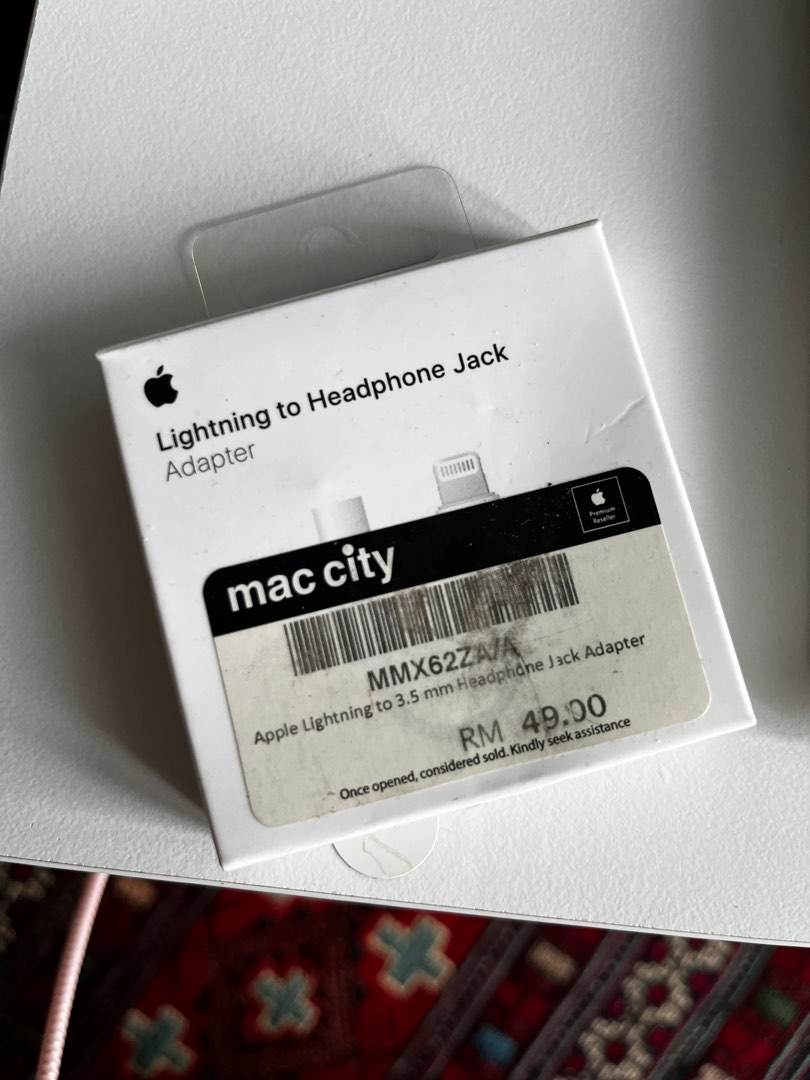 Lightning to Headphone Jack
Adapter
Premium
Reseller
mac city
MMX62ZA/A
Apple Lightning to 3.5 mm Headphone Jack Adapter
RM 49.00
Once opened, considered sold. Kindly seek assistance